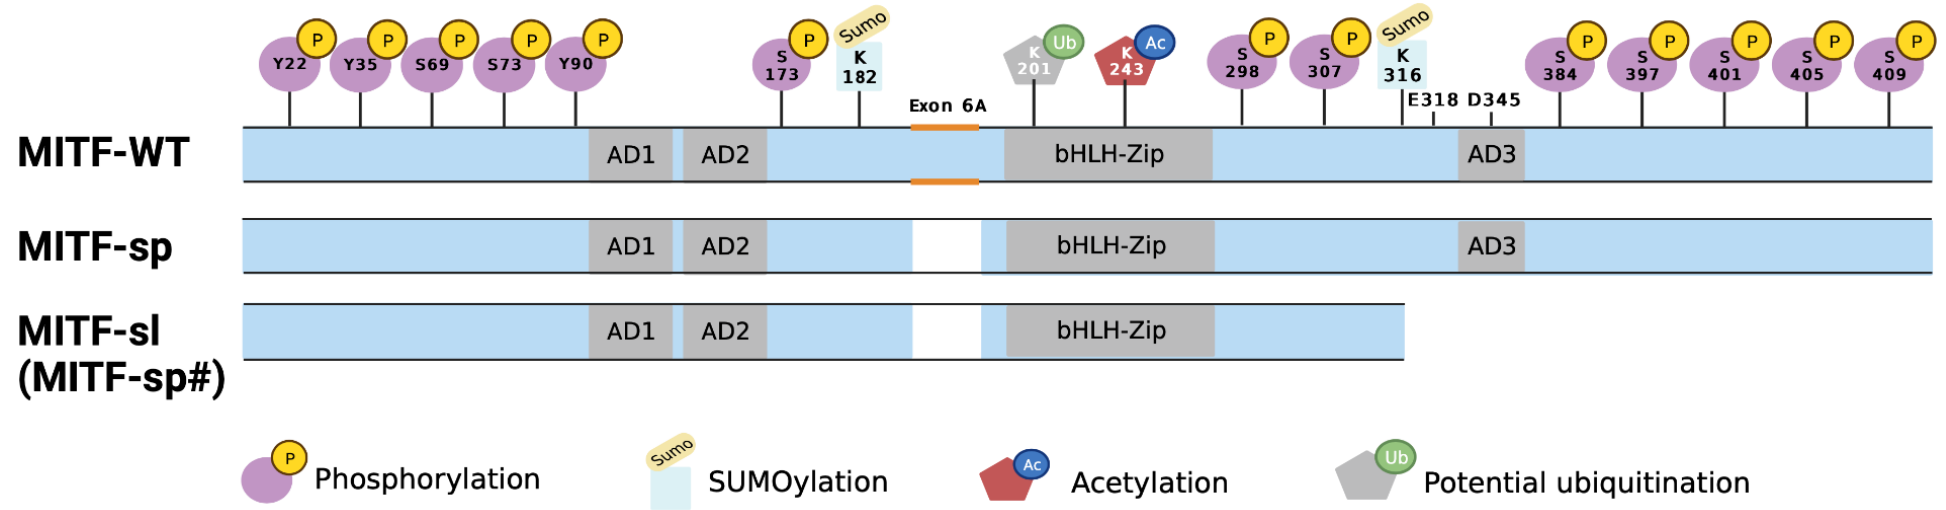 P P P P P P Sumo Ub Ac P P Sumo P P P P P
Y22 Y35 S69 S73 Y90 S 173 K 182 K 201 K 243 S 298 S 307 K 316 S 384 S 397 S 401 S 405 S 409
Exon 6A E318 D345
MITF-WT AD1 AD2 bHLH-Zip AD3
MITF-sp AD1 AD2 bHLH-Zip AD3
MITF-sl AD1 AD2 bHLH-Zip
(MITF-sp#)
P Phosphorylation Sumo SUMOylation Ac Acetylation Ub Potential ubiquitination